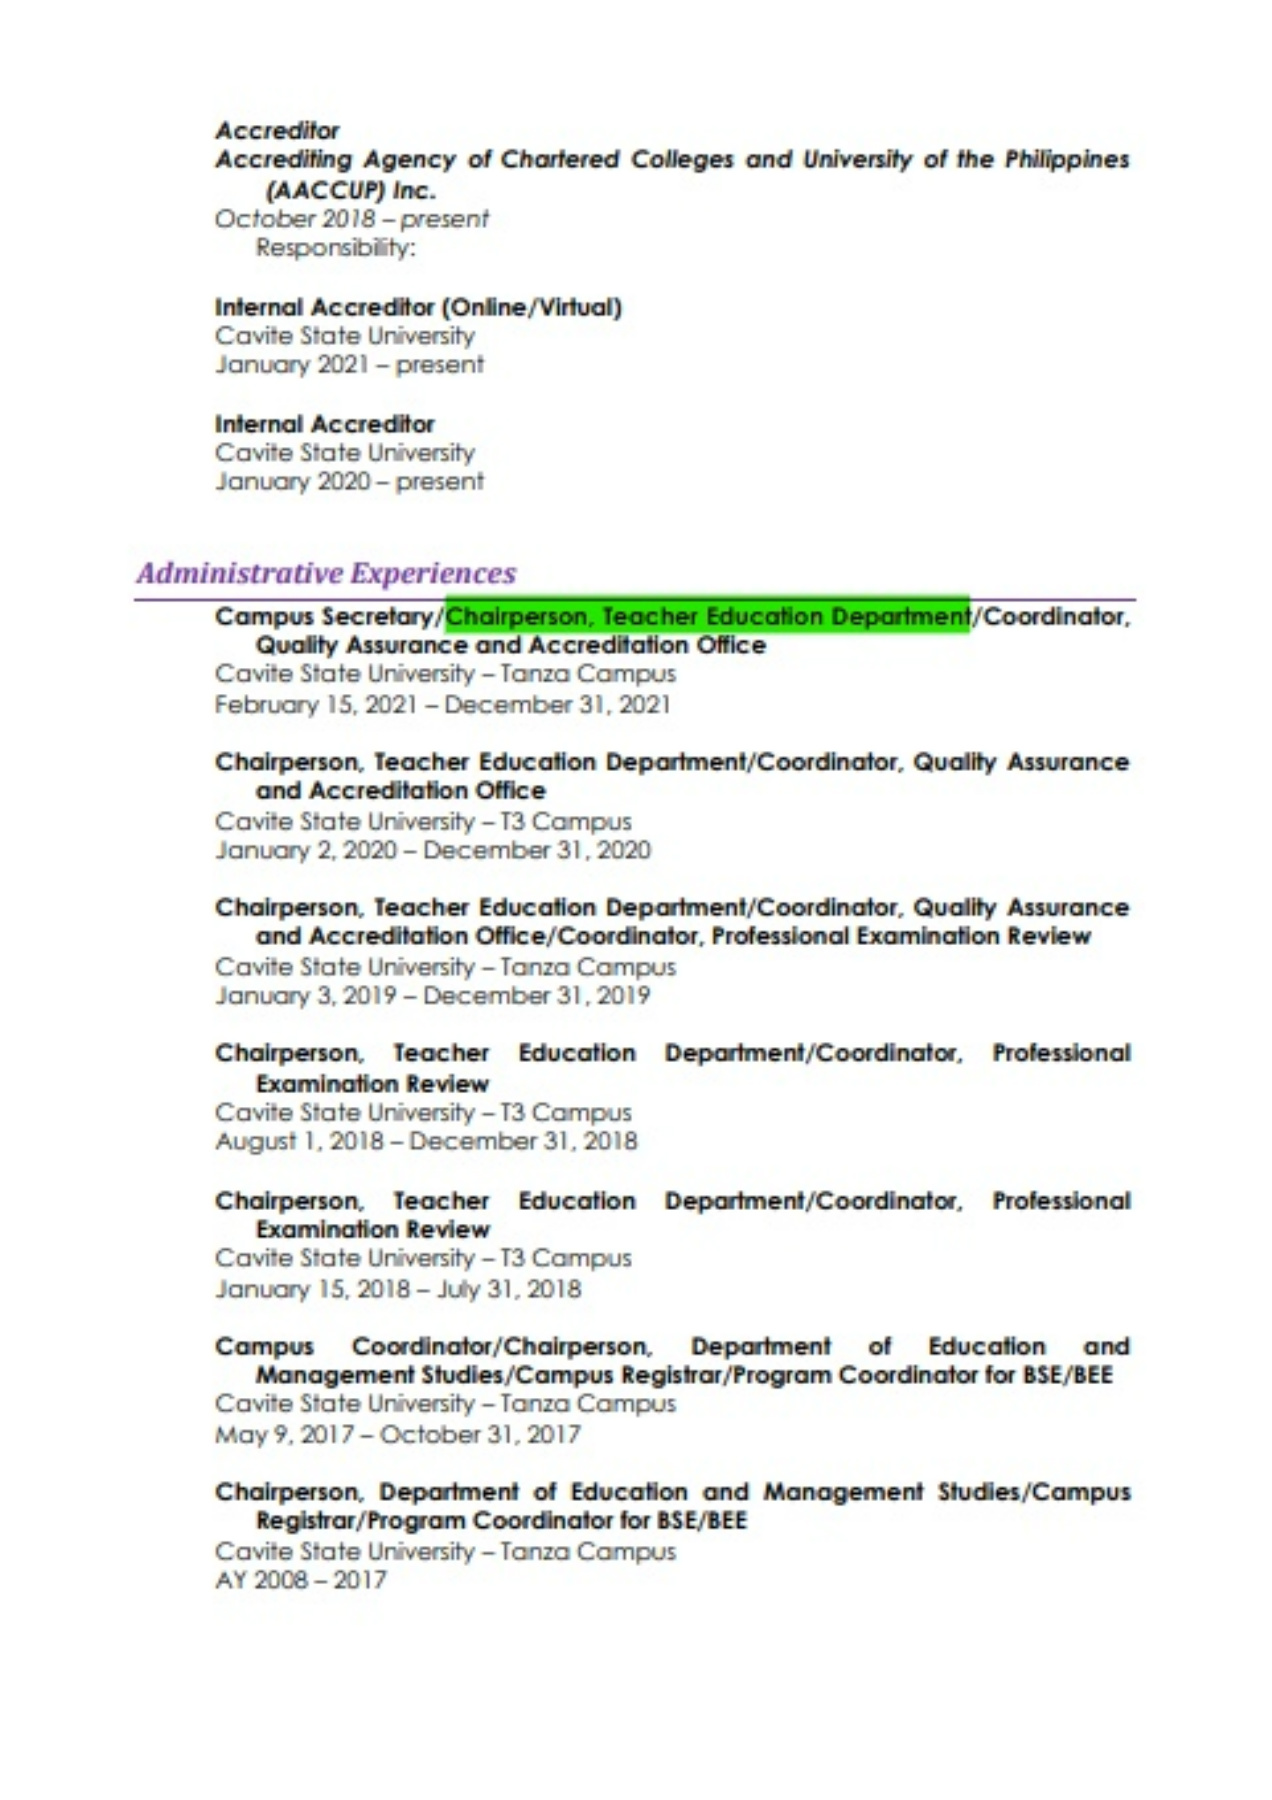 Accreditor
Accrediting Agency of Chartered Colleges and University of the Philippines
(AACCUP) Inc.
October 2018 – present
Responsibility:
Internal Accreditor (Online/Virtual)
Cavite State University
January 2021 – present
Internal Accreditor
Cavite State University
January 2020 – present
Administrative Experiences
Campus Secretary/Chairperson, Teacher Education Department/Coordinator,
Quality Assurance and Accreditation Office
Cavite State University – Tanza Campus
February 15, 2021 – December 31, 2021
Chairperson, Teacher Education Department/Coordinator, Quality Assurance
and Accreditation Office
Cavite State University – T3 Campus
January 2, 2020 – December 31, 2020
Chairperson, Teacher Education Department/Coordinator, Quality Assurance
and Accreditation Office/Coordinator, Professional Examination Review
Cavite State University – Tanza Campus
January 3, 2019 – December 31, 2019
Chairperson, Teacher Education Department/Coordinator, Professional
Examination Review
Cavite State University – T3 Campus
August 1, 2018 – December 31, 2018
Chairperson, Teacher Education Department/Coordinator, Professional
Examination Review
Cavite State University – T3 Campus
January 15, 2018 – July 31, 2018
Campus Coordinator/Chairperson, Department of Education and
Management Studies/Campus Registrar/Program Coordinator for BSE/BEE
Cavite State University – Tanza Campus
May 9, 2017 – October 31, 2017
Chairperson, Department of Education and Management Studies/Campus
Registrar/Program Coordinator for BSE/BEE
Cavite State University – Tanza Campus
AY 2008 – 2017